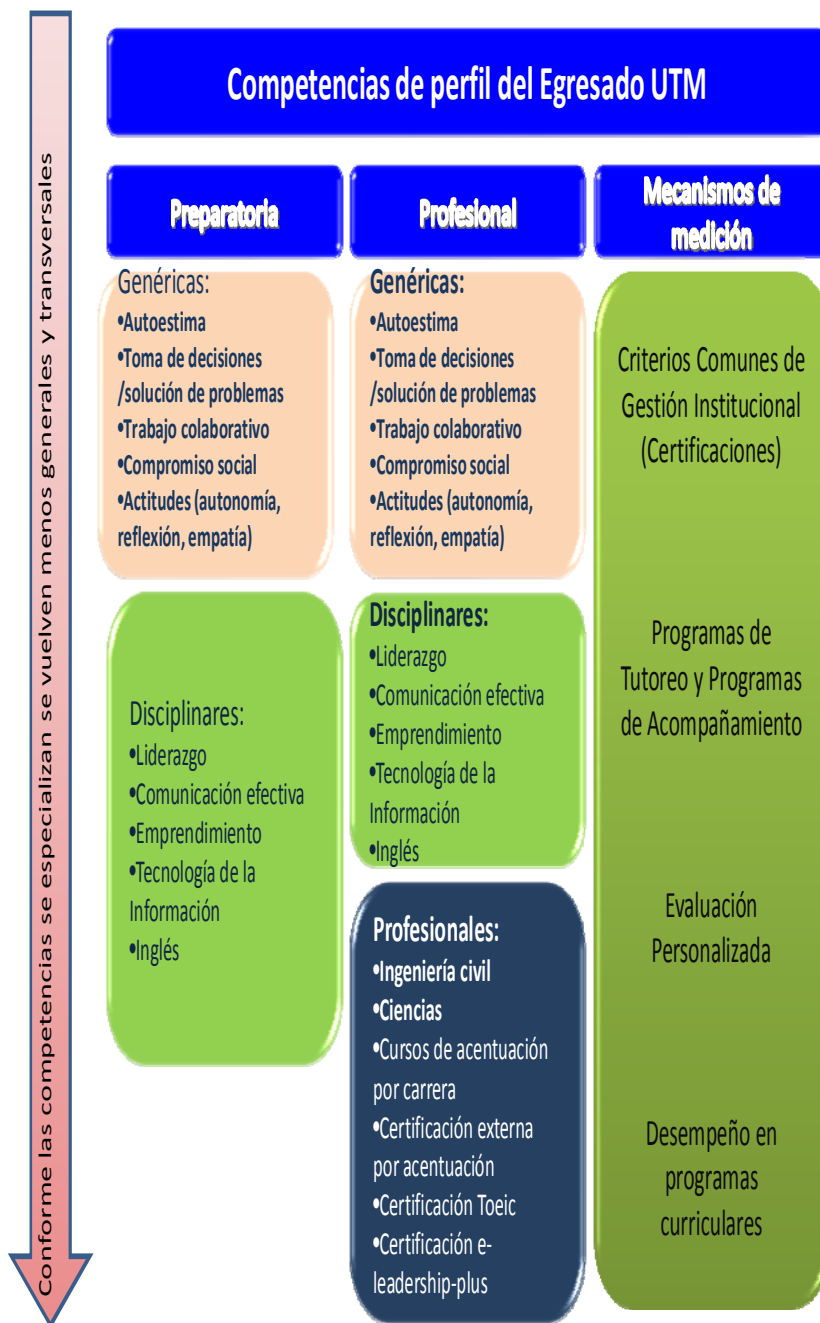 Conforme las competencias se especializan se vuelven menos generales y transversales
Competencias de perfil del Egresado UTM
Preparatoria
Genéricas:
•Autoestima
•Toma de decisiones
/solución de problemas
•Trabajo colaborativo
•Compromiso social
•Actitudes (autonomía,
reflexión, empatía)
Disciplinares:
•Liderazgo
•Comunicación efectiva
•Emprendimiento
•Tecnología de la
Información
•Inglés
Profesional
Genéricas:
•Autoestima
•Toma de decisiones
/solución de problemas
•Trabajo colaborativo
•Compromiso social
•Actitudes (autonomía,
reflexión, empatía)
Disciplinares:
•Liderazgo
•Comunicación efectiva
•Emprendimiento
•Tecnología de la
Información
•Inglés
Profesionales:
•Ingeniería civil
•Ciencias
•Cursos de acentuación
por carrera
•Certificación externa
por acentuación
•Certificación Toeic
•Certificación e-
leadership-plus
Mecanismos de
medición
Criterios Comunes de
Gestión Institucional
(Certificaciones)
Programas de
Tutoreo y Programas
de Acompañamiento
Evaluación
Personalizada
Desempeño en
programas
curriculares